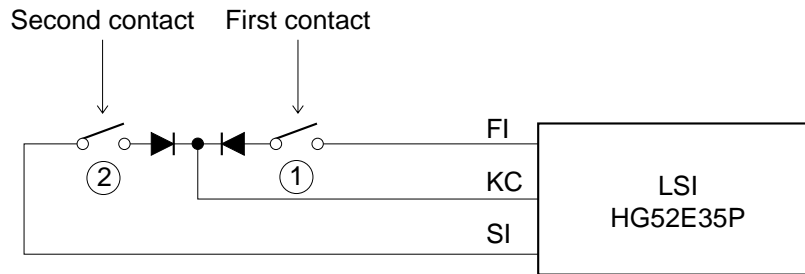 Second contact
First contact
FI
② ①
KC
LSI
HG52E35P
SI